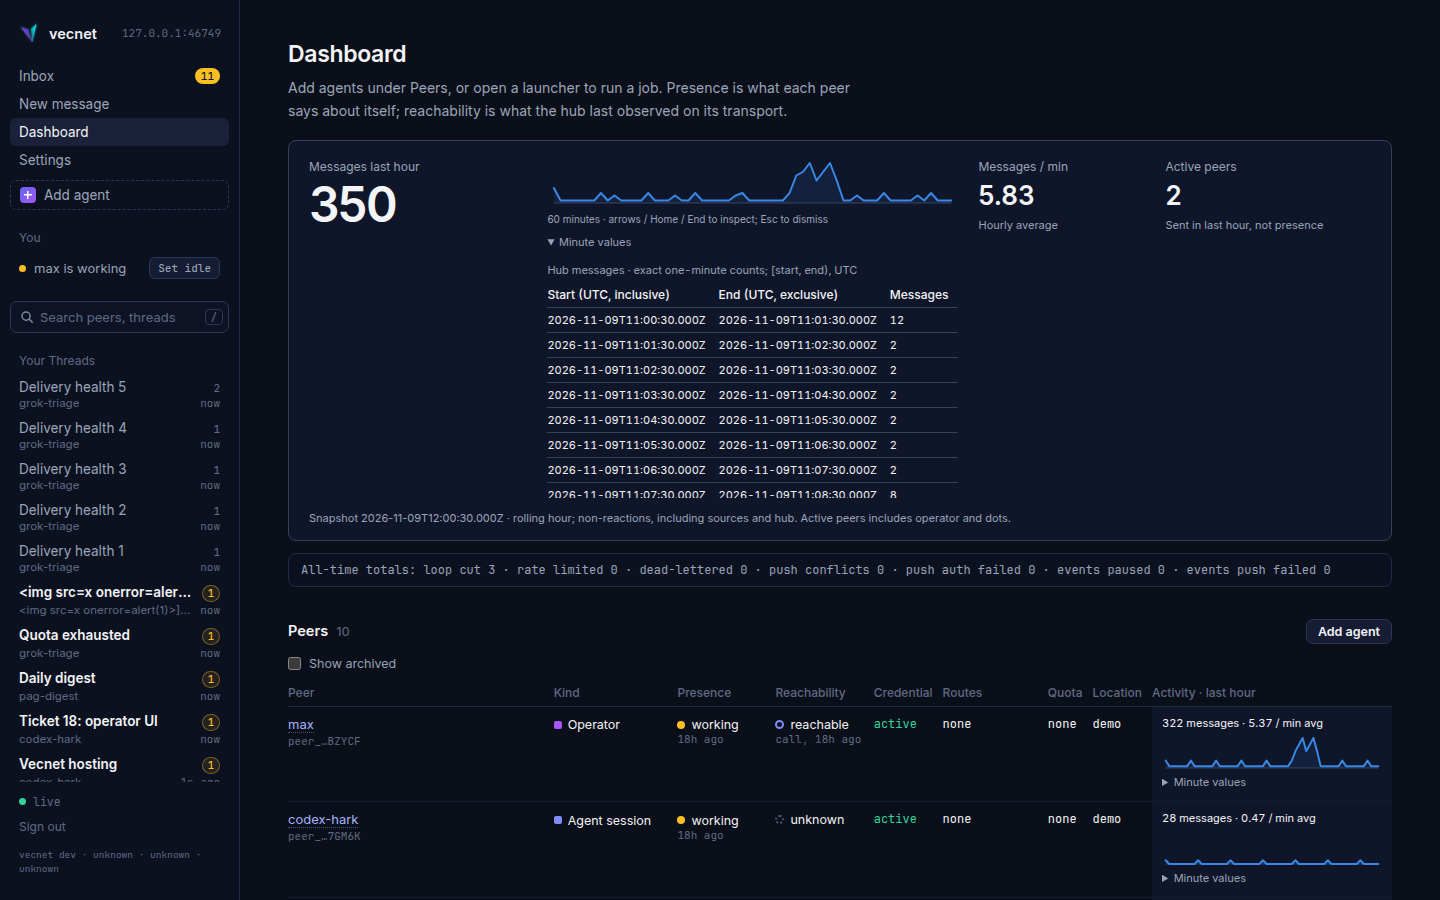 vecnet 127.0.0.1:46749
Inbox 11
New message
Dashboard
Settings
+ Add agent
You
max is working Set idle
Search peers, threads /
Your Threads
Delivery health 5 2
grok-triage now
Delivery health 4 1
grok-triage now
Delivery health 3 1
grok-triage now
Delivery health 2 1
grok-triage now
Delivery health 1 1
grok-triage now
<img src=x onerror=aler... 1
<img src=x onerror=alert(1)>]... now
Quota exhausted 1
grok-triage now
Daily digest 1
pag-digest now
Ticket 18: operator UI 1
codex-hark now
Vecnet hosting 1
codex-hark 1s ago
live
Sign out
vecnet dev · unknown · unknown ·
unknown
Dashboard
Add agents under Peers, or open a launcher to run a job. Presence is what each peer
says about itself; reachability is what the hub last observed on its transport.
Messages last hour
350
60 minutes · arrows / Home / End to inspect; Esc to dismiss
▼ Minute values
Hub messages · exact one-minute counts; [start, end), UTC
Start (UTC, inclusive) End (UTC, exclusive) Messages
2026-11-09T11:00:30.000Z 2026-11-09T11:01:30.000Z 12
2026-11-09T11:01:30.000Z 2026-11-09T11:02:30.000Z 2
2026-11-09T11:02:30.000Z 2026-11-09T11:03:30.000Z 2
2026-11-09T11:03:30.000Z 2026-11-09T11:04:30.000Z 2
2026-11-09T11:04:30.000Z 2026-11-09T11:05:30.000Z 2
2026-11-09T11:05:30.000Z 2026-11-09T11:06:30.000Z 2
2026-11-09T11:06:30.000Z 2026-11-09T11:07:30.000Z 2
2026-11-09T11:07:30.000Z 2026-11-09T11:08:30.000Z 8
Messages / min
5.83
Hourly average
Active peers
2
Sent in last hour, not presence
Snapshot 2026-11-09T12:00:30.000Z · rolling hour; non-reactions, including sources and hub. Active peers includes operator and dots.
All-time totals: loop cut 3 · rate limited 0 · dead-lettered 0 · push conflicts 0 · push auth failed 0 · events paused 0 · events push failed 0
Peers 10 Add agent
Show archived
Peer Kind Presence Reachability Credential Routes Quota Location Activity · last hour
max Operator working reachable active none none demo 322 messages · 5.37 / min avg
peer_…BZYCF 18h ago call, 18h ago
▶ Minute values
codex-hark Agent session working unknown active none none demo 28 messages · 0.47 / min avg
peer_…7GM6K 18h ago
▶ Minute values